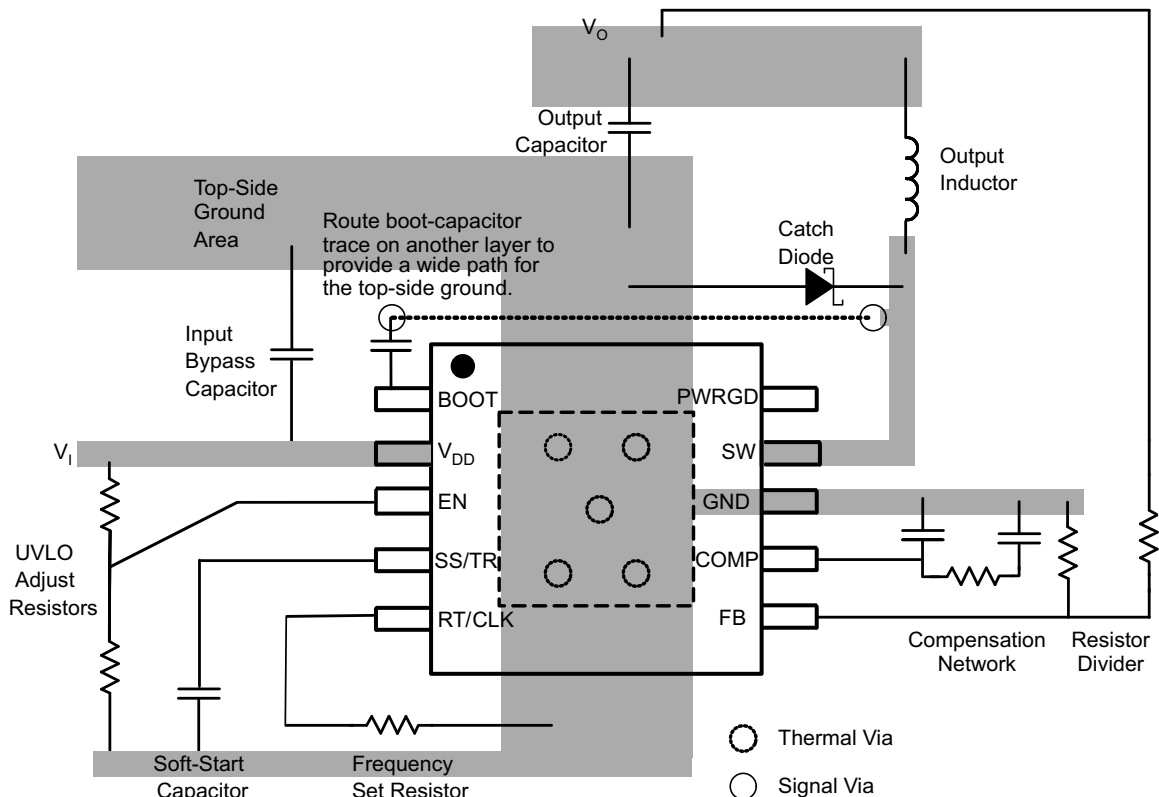 V_O
Output
Capacitor
Output
Inductor
Top-Side
Ground
Area
Route boot-capacitor
trace on another layer to
provide a wide path for
the top-side ground.
Catch
Diode
Input
Bypass
Capacitor
BOOT
PWRGD
V_I
V_DD
SW
EN
GND
UVLO
Adjust
Resistors
SS/TR
COMP
RT/CLK
FB
Compensation
Network
Resistor
Divider
Thermal Via
Soft-Start
Capacitor
Frequency
Set Resistor
Signal Via